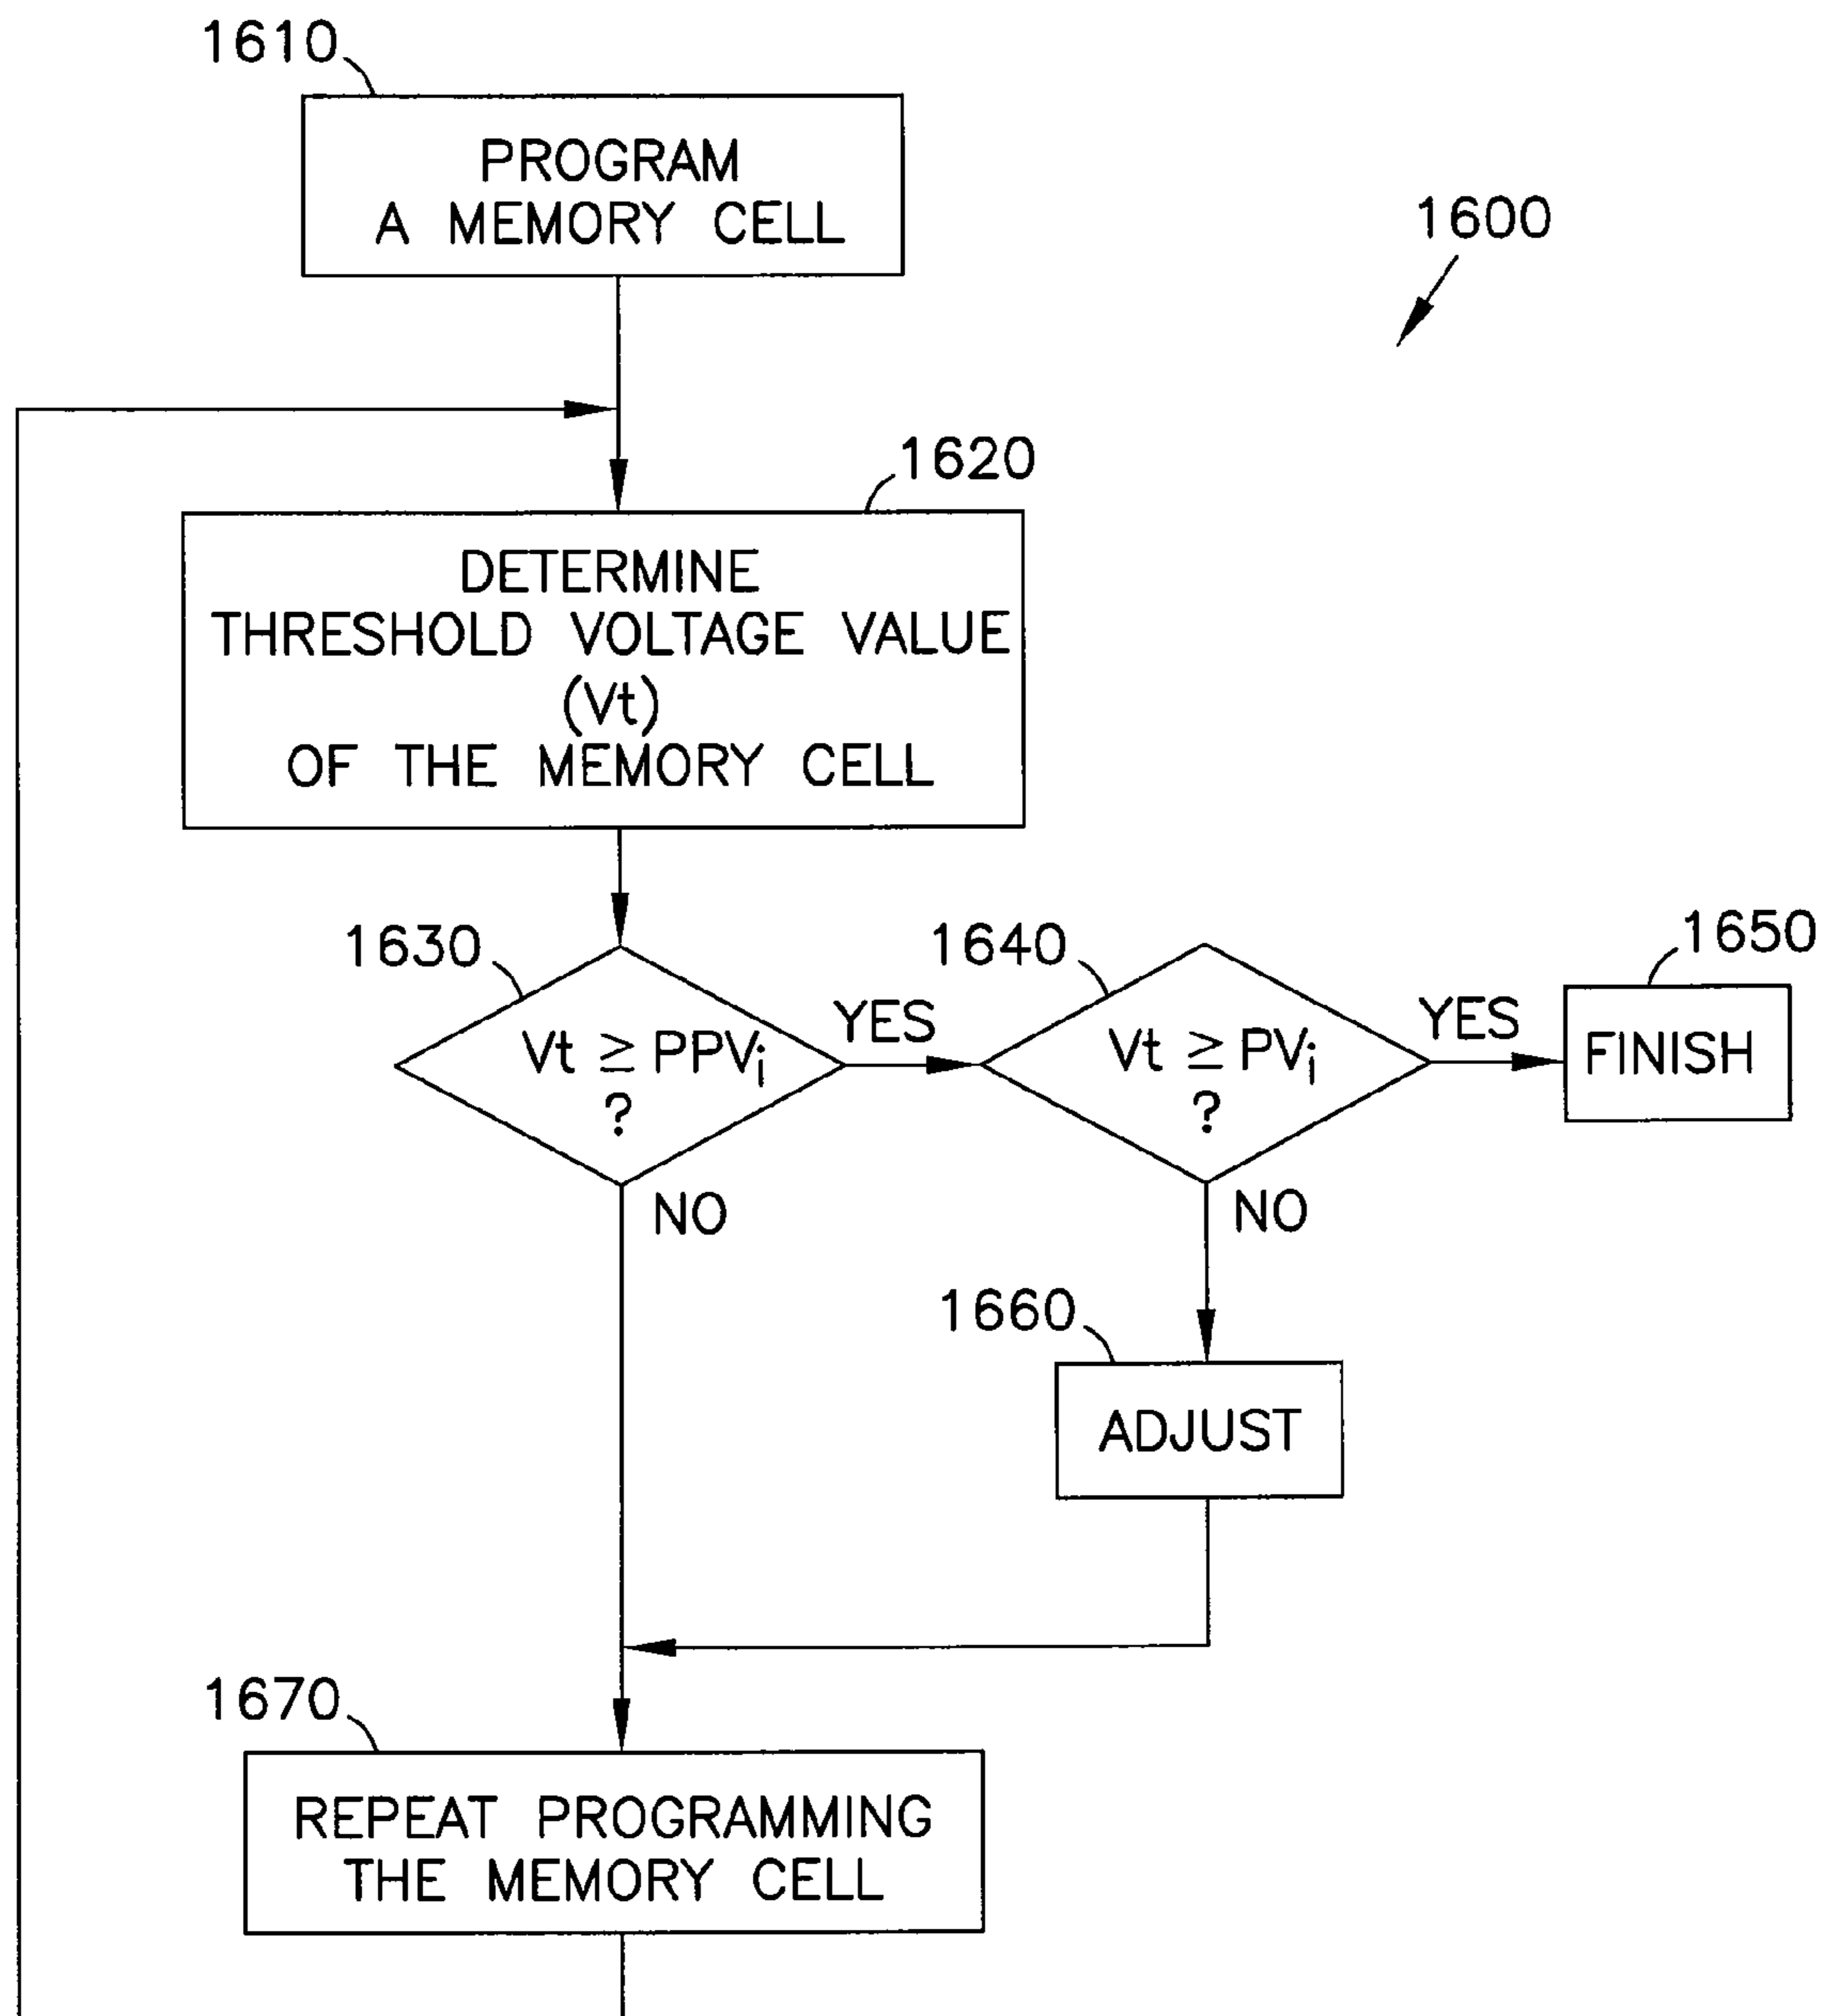 1610
PROGRAM
A MEMORY CELL
1600
1620
DETERMINE
THRESHOLD VOLTAGE VALUE
(Vt)
OF THE MEMORY CELL
1630
Vt ≥ PPVi
?
YES
NO
1640
Vt ≥ PVi
?
YES
NO
1650
FINISH
1660
ADJUST
1670
REPEAT PROGRAMMING
THE MEMORY CELL